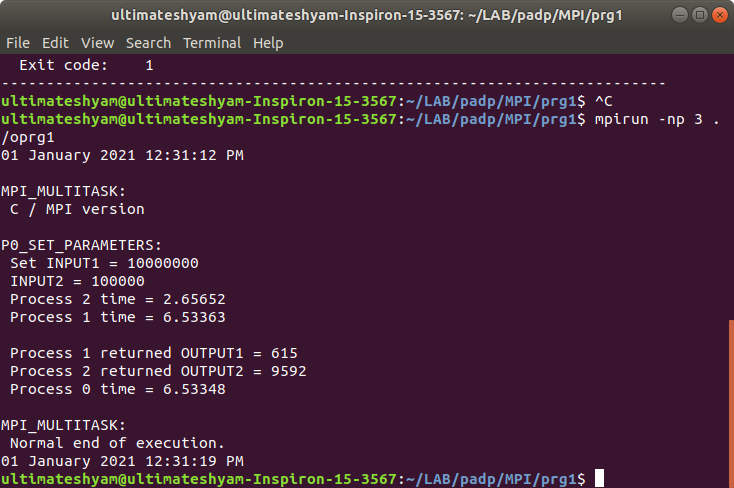 ultimateshyam@ultimateshyam-Inspiron-15-3567: ~/LAB/padp/MPI/prg1
File Edit View Search Terminal Help
Exit code: 1
--------------------------------------------------------------------------
ultimateshyam@ultimateshyam-Inspiron-15-3567:~/LAB/padp/MPI/prg1$ ^C
ultimateshyam@ultimateshyam-Inspiron-15-3567:~/LAB/padp/MPI/prg1$ mpirun -np 3 .
/oprg1
01 January 2021 12:31:12 PM
MPI_MULTITASK:
C / MPI version
P0_SET_PARAMETERS:
Set INPUT1 = 10000000
INPUT2 = 100000
Process 2 time = 2.65652
Process 1 time = 6.53363
Process 1 returned OUTPUT1 = 615
Process 2 returned OUTPUT2 = 9592
Process 0 time = 6.53348
MPI_MULTITASK:
Normal end of execution.
01 January 2021 12:31:19 PM
ultimateshyam@ultimateshyam-Inspiron-15-3567:~/LAB/padp/MPI/prg1$